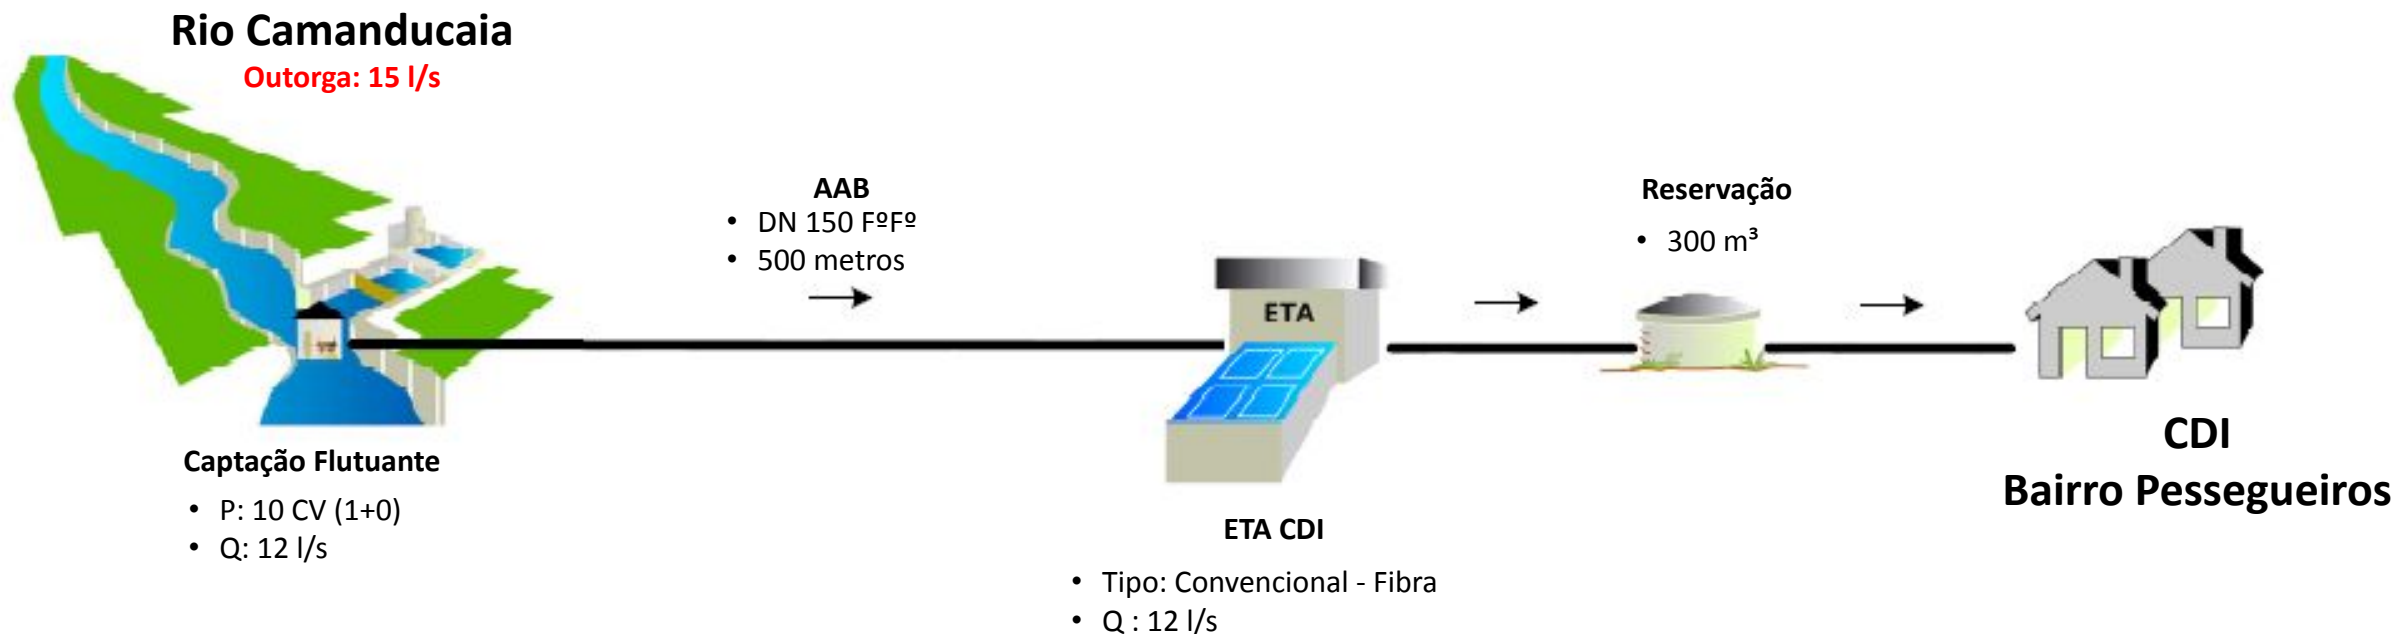 Rio Camanducaia
Outorga: 15 l/s
AAB
• DN 150 FºFº
• 500 metros
Reservação
• 300 m³
ETA
Captação Flutuante
• P: 10 CV (1+0)
• Q: 12 l/s
ETA CDI
• Tipo: Convencional - Fibra
• Q : 12 l/s
CDI
Bairro Pessegueiros